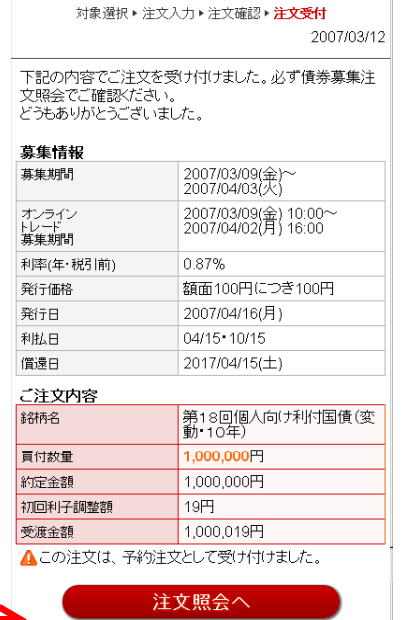 対象選択▶注文入力▶注文確認▶注文受付
2007/03/12
下記の内容でご注文を受け付けました。必ず債券募集注
文照会でご確認ください。
どうもありがとうございました。
募集情報
募集期間 2007/03/09(金)～
2007/04/03(火)
オンライン
トレード
募集期間 2007/03/09(金) 10:00～
2007/04/02(月) 16:00
利率(年・税引前) 0.87%
発行価格 額面100円につき100円
発行日 2007/04/16(月)
利払日 04/15・10/15
償還日 2017/04/15(土)
ご注文内容
銘柄名 第18回個人向け利付国債(変
動・10年)
買付数量 1,000,000円
約定金額 1,000,000円
初回利子調整額 19円
受渡金額 1,000,019円
この注文は、予約注文として受け付けました。
注文照会へ